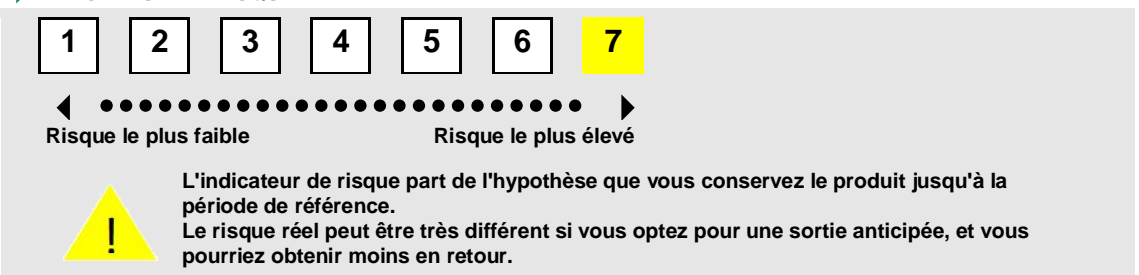 1 2 3 4 5 6 7
Risque le plus faible Risque le plus élevé
L'indicateur de risque part de l'hypothèse que vous conservez le produit jusqu'à la
période de référence.
! Le risque réel peut être très différent si vous optez pour une sortie anticipée, et vous
pourriez obtenir moins en retour.